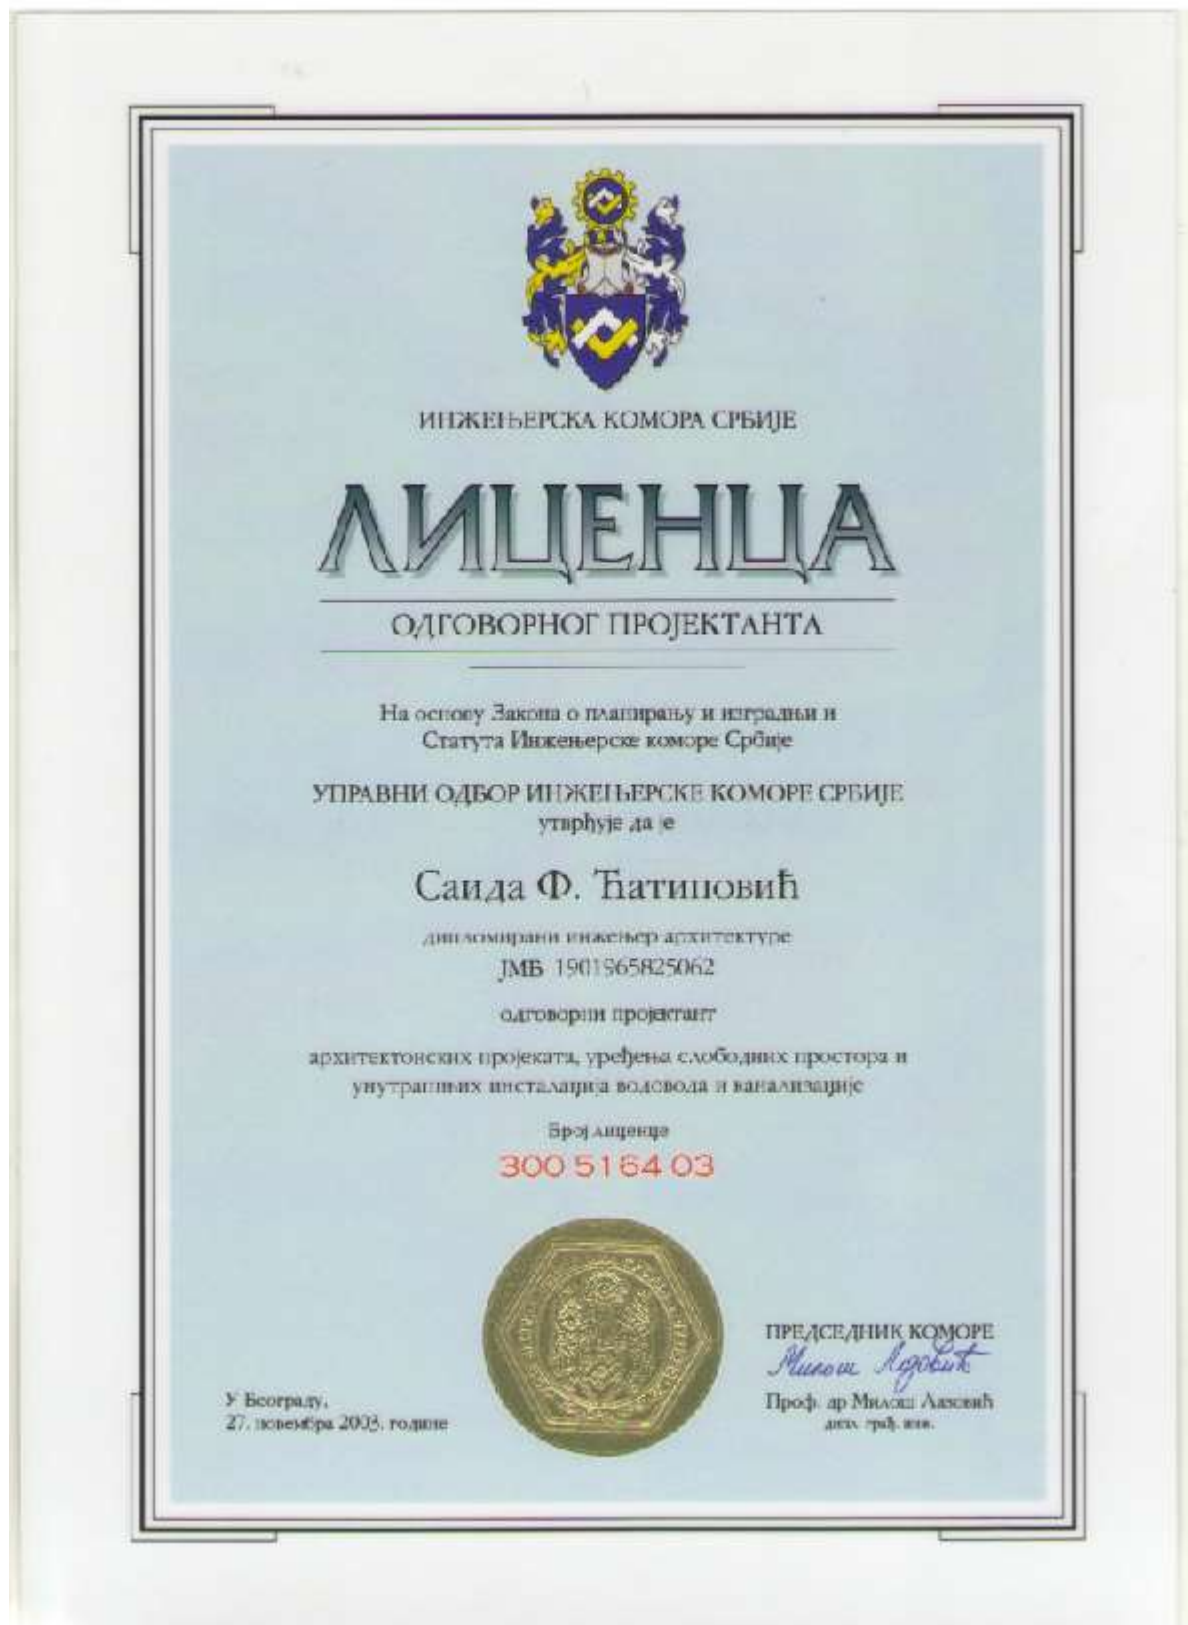 ИНЖЕЊЕРСКА КОМОРА СРБИЈЕ
ЛИЦЕНЦА
ОДГОВОРНОГ ПРОЈЕКТАНТА
На основу Закона о планирању и изградњи и
Статута Инжењерске коморе Србије
УПРАВНИ ОДБОР ИНЖЕЊЕРСКЕ КОМОРЕ СРБИЈЕ
утврђује да је
Саида Ф. Ћатиповић
дипломирани инжењер архитектуре
ЈМБ 1901965825062
одговорни пројектант
архитектонских пројеката, уређења слободних простора и
унутрашњих инсталација водовода и канализације
Број лиценце
300 5164 03
ПРЕДСЕДНИК КОМОРЕ
Милош Лазовић
У Београду,
27. новембра 2003. године
Проф. др Милош Лазовић
дипл. грађ. инж.